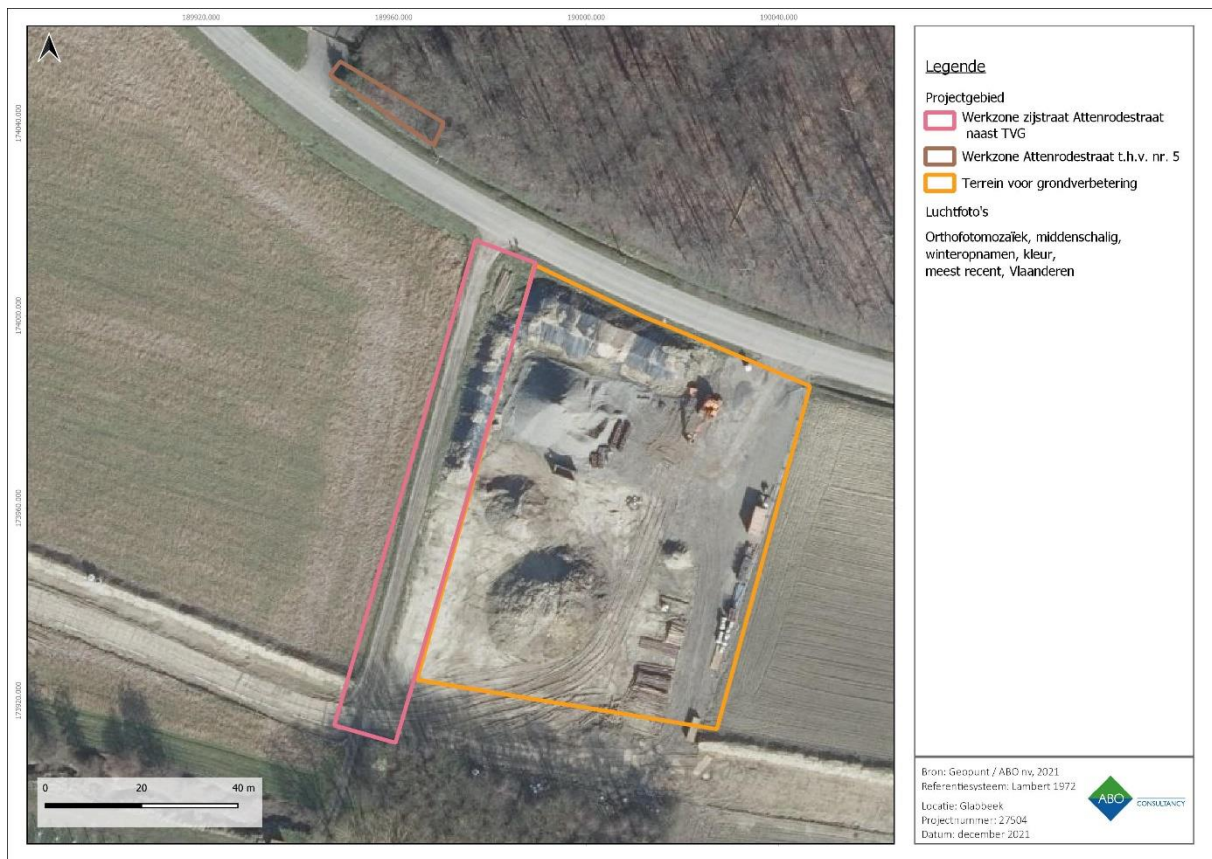 189920.000
189960.000
190000.000
190040.000
174040.000
174000.000
173960.000
173920.000
0
20
40 m
Legende
Projectgebied
Werkzone zijstraat Attenrodestraat
naast TVG
Werkzone Attenrodestraat t.h.v. nr. 5
Terrein voor grondverbetering
Luchtfoto's
Orthofotomozaïek, middenschalig,
winteropnamen, kleur,
meest recent, Vlaanderen
Bron: Geopunt / ABO nv, 2021
Referentiesysteem: Lambert 1972
Locatie: Glabbeek
Projectnummer: 27504
Datum: december 2021
ABO CONSULTANCY